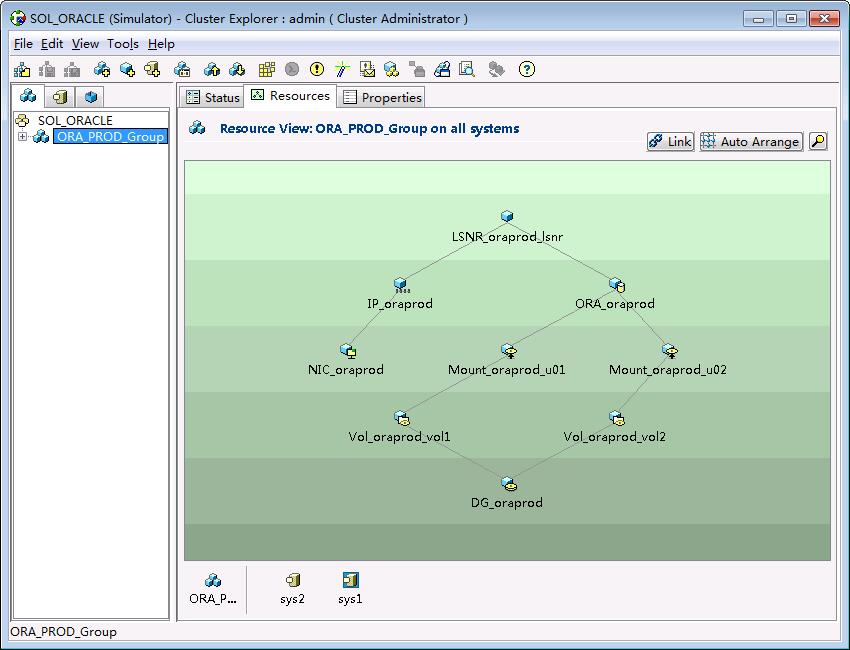 SOL_ORACLE (Simulator) - Cluster Explorer : admin ( Cluster Administrator )
File Edit View Tools Help
Status Resources Properties
SOL_ORACLE
ORA_PROD_Group
Resource View: ORA_PROD_Group on all systems
Link Auto Arrange
LSNR_oraprod_lsnr
IP_oraprod ORA_oraprod
NIC_oraprod Mount_oraprod_u01 Mount_oraprod_u02
Vol_oraprod_vol1 Vol_oraprod_vol2
DG_oraprod
ORA_P... sys2 sys1
ORA_PROD_Group